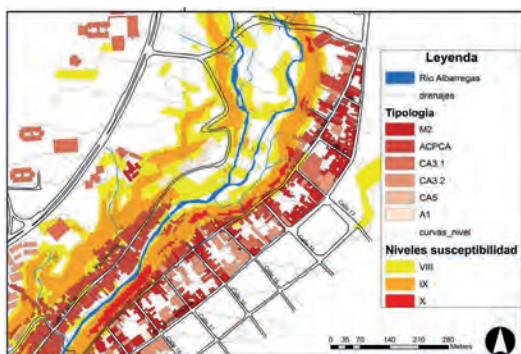 Leyenda
Río Albarregas
drenajes
Tipología
M2
ACPCA
CA3.1
CA3.2
CA5
A1
curvas_nivel
Niveles susceptibilidad
VIII
IX
X
0 35 70 140 210 280
Meters